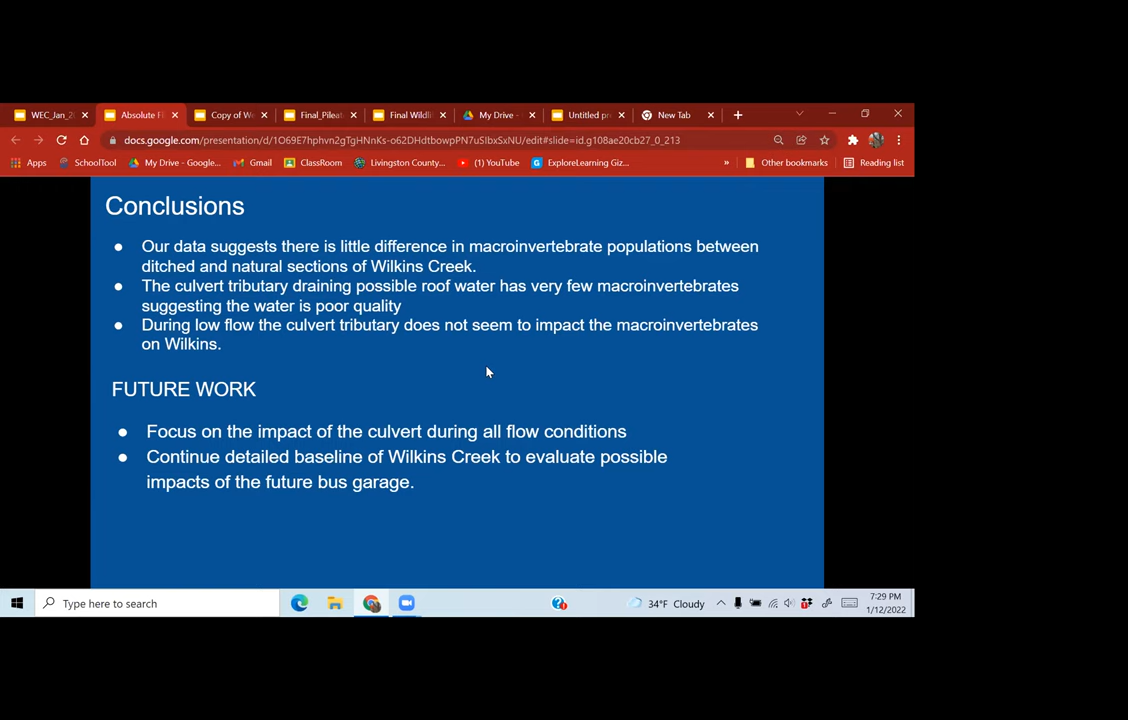 WEC_Jan_2
Absolute Fi
Copy of We
Final_Pileat
Final Wildli
My Drive -
Untitled pre
New Tab
docs.google.com/presentation/d/1O69E7hphvn2gTgHNnKs-o62DHdtbowpPN7uSIbxSxNU/edit#slide=id.g108ae20cb27_0_213
Apps SchoolTool My Drive - Google... Gmail ClassRoom Livingston County... (1) YouTube ExploreLearning Giz... » Other bookmarks Reading list
Conclusions
● Our data suggests there is little difference in macroinvertebrate populations between
ditched and natural sections of Wilkins Creek.
● The culvert tributary draining possible roof water has very few macroinvertebrates
suggesting the water is poor quality
● During low flow the culvert tributary does not seem to impact the macroinvertebrates
on Wilkins.
FUTURE WORK
● Focus on the impact of the culvert during all flow conditions
● Continue detailed baseline of Wilkins Creek to evaluate possible
impacts of the future bus garage.
Type here to search
34°F Cloudy
7:29 PM
1/12/2022